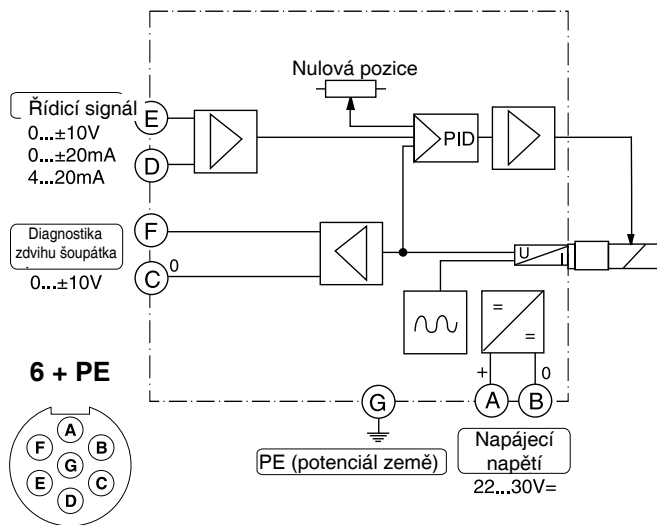 Nulová pozice
Řídicí signál
0...±10V
0...±20mA
4...20mA
E
D
PID
Diagnostika
zdvihu šoupátka
0...±10V
F
C
0
U
L
=
=
+
0
6 + PE
G
A
B
PE (potenciál země)
Napájecí
napětí
22...30V=
A
F
B
G
E
C
D